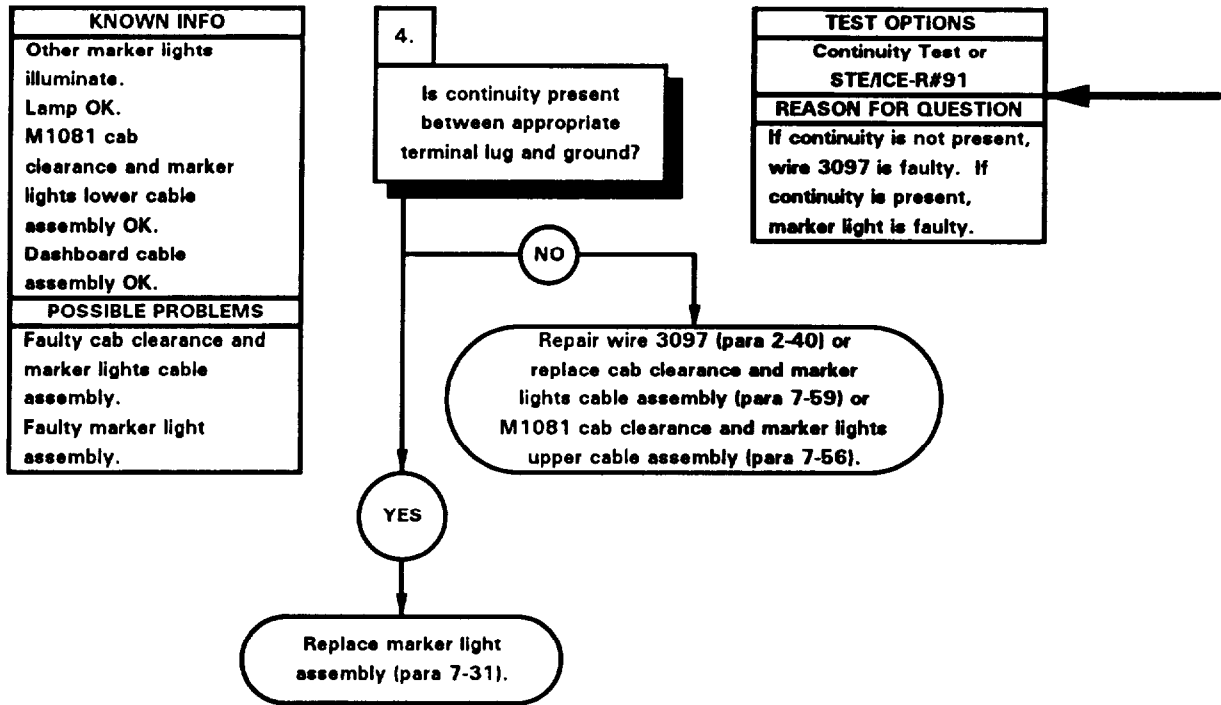 KNOWN INFO
Other marker lights
illuminate.
Lamp OK.
M1081 cab
clearance and marker
lights lower cable
assembly OK.
Dashboard cable
assembly OK.
POSSIBLE PROBLEMS
Faulty cab clearance and
marker lights cable
assembly.
Faulty marker light
assembly.
4.
Is continuity present
between appropriate
terminal lug and ground?
TEST OPTIONS
Continuity Test or
STE/ICE-R#91
REASON FOR QUESTION
If continuity is not present,
wire 3097 is faulty. If
continuity is present,
marker light is faulty.
NO
Repair wire 3097 (para 2-40) or
replace cab clearance and marker
lights cable assembly (para 7-59) or
M1081 cab clearance and marker lights
upper cable assembly (para 7-56).
YES
Replace marker light
assembly (para 7-31).